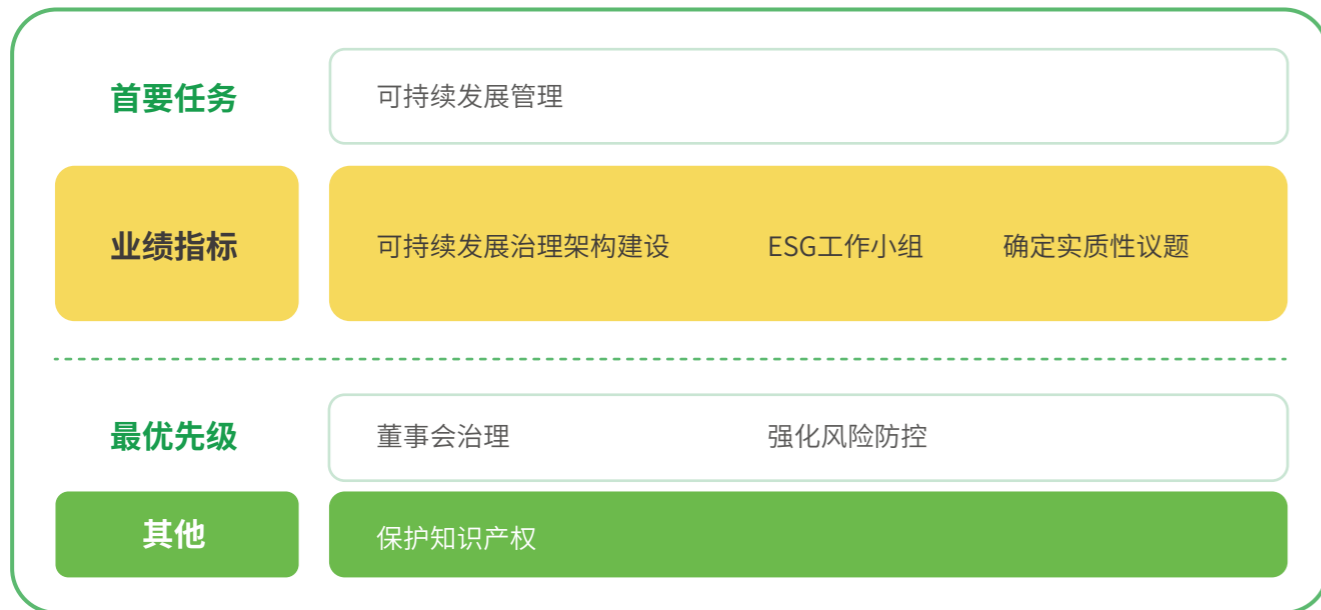 首要任务 可持续发展管理
业绩指标 可持续发展治理架构建设 ESG工作小组 确定实质性议题
最优先级 董事会治理 强化风险防控
其他 保护知识产权